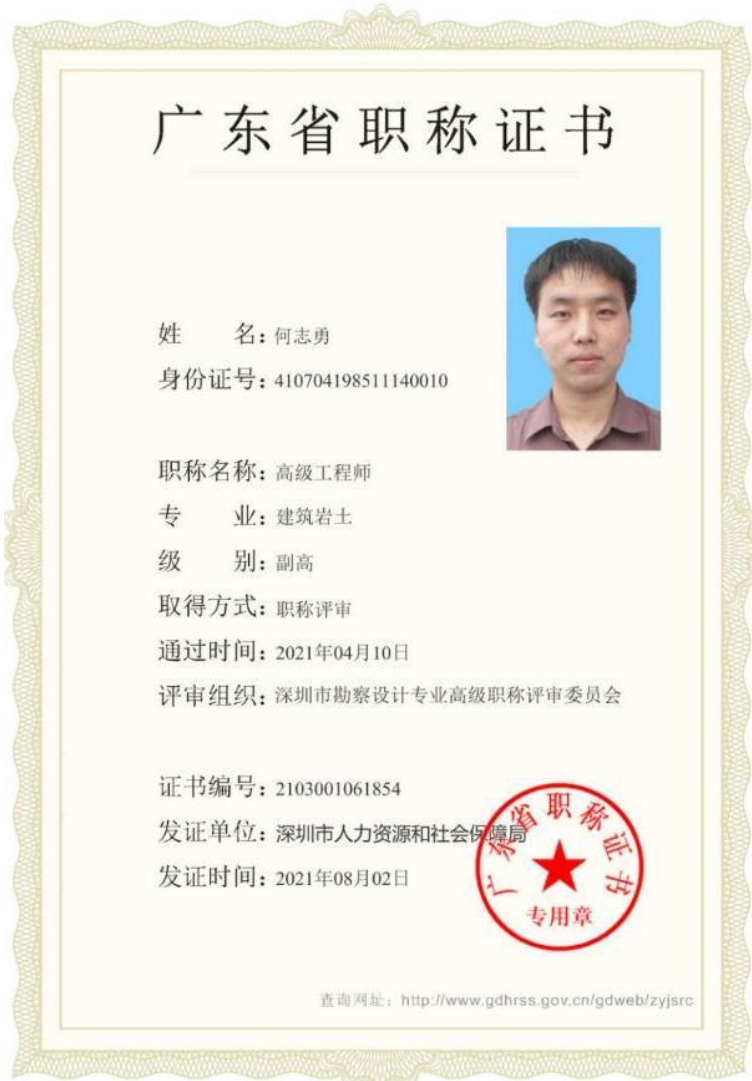 广东省职称证书
姓 名：何志勇
身份证号：410704198511140010
职称名称：高级工程师
专 业：建筑岩土
级 别：副高
取得方式：职称评审
通过时间：2021年04月10日
评审组织：深圳市勘察设计专业高级职称评审委员会
证书编号：2103001061854
发证单位：深圳市人力资源和社会保障局
发证时间：2021年08月02日
广东省职称证书
专用章
查询网址：http://www.gdhrss.gov.cn/gdweb/zyjsrc